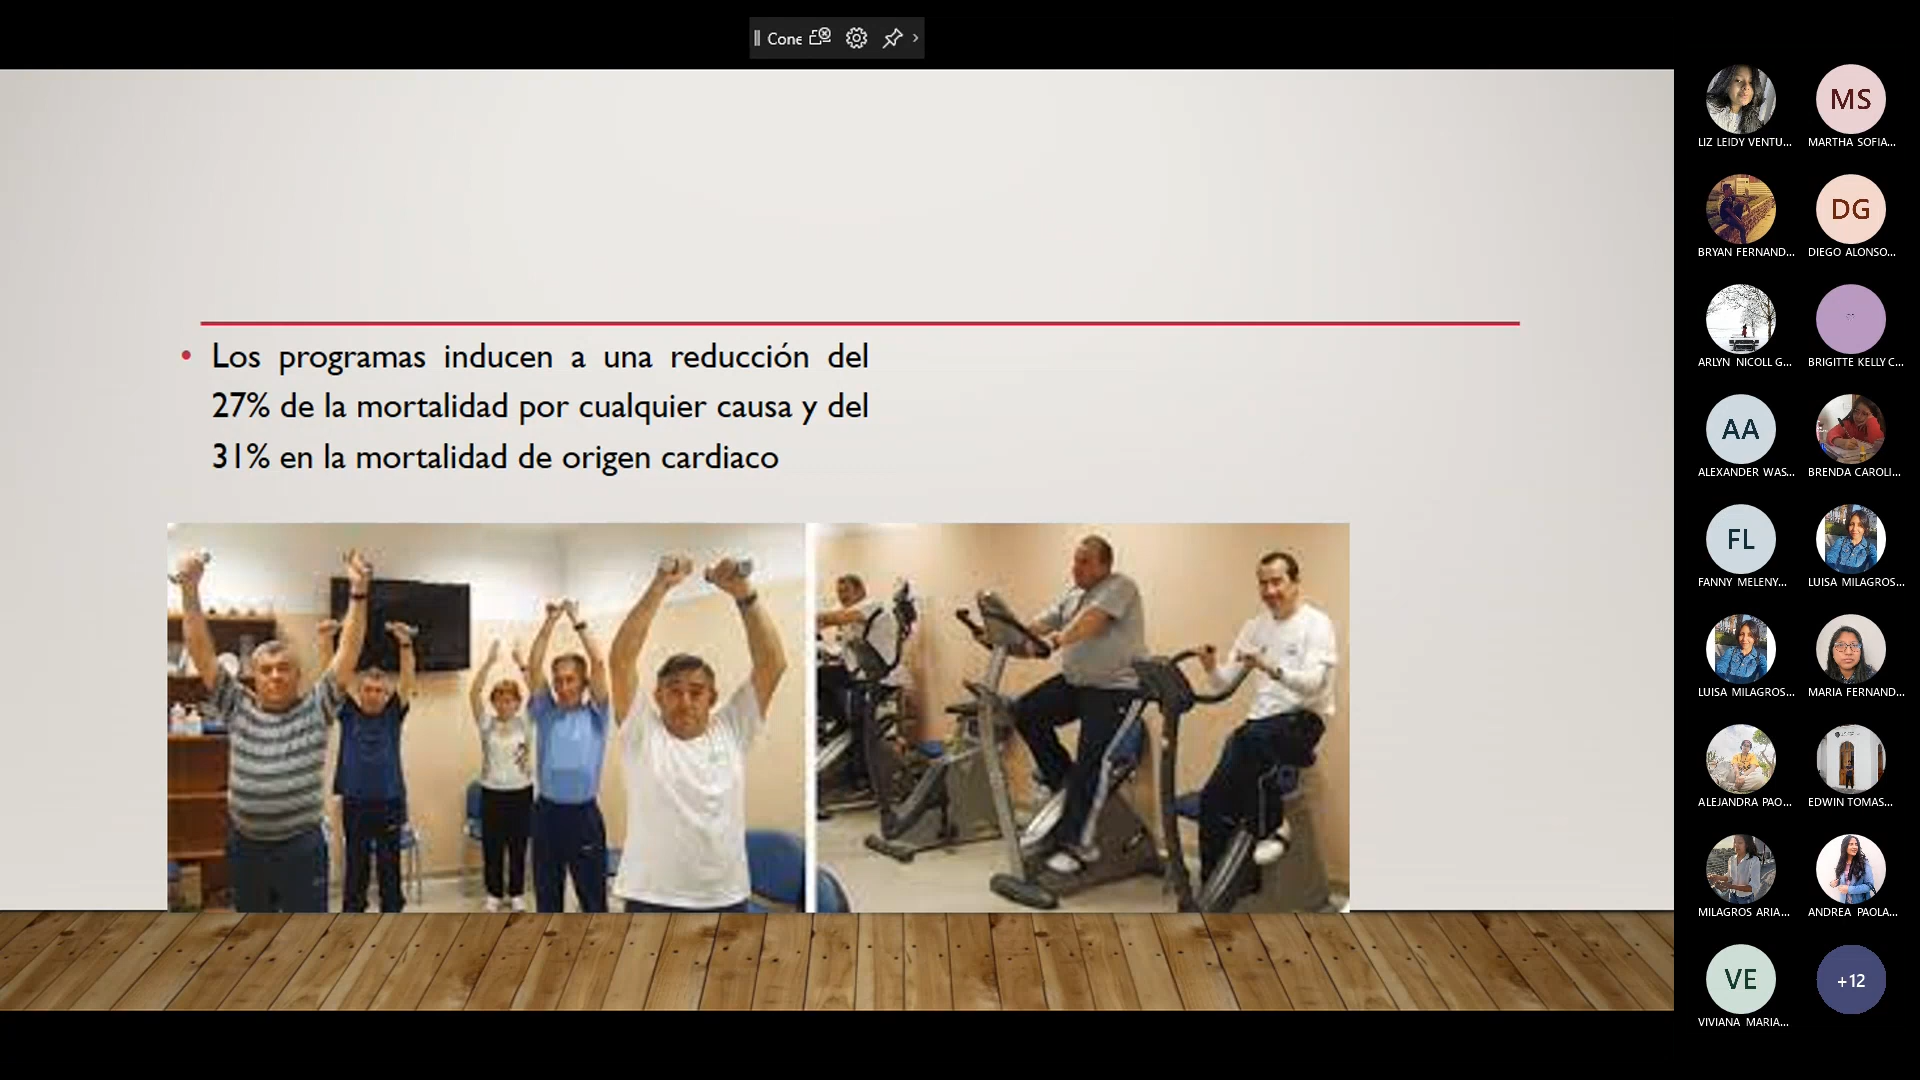 Cone
Los programas inducen a una reducción del
27% de la mortalidad por cualquier causa y del
31% en la mortalidad de origen cardiaco
MS
LIZ LEIDY VENTU...
MARTHA SOFIA...
DG
BRYAN FERNAND...
DIEGO ALONSO...
ARLYN NICOLL G...
BRIGITTE KELLY C...
AA
ALEXANDER WAS...
BRENDA CAROLI...
FL
FANNY MELENY...
LUISA MILAGROS...
LUISA MILAGROS...
MARIA FERNAND...
ALEJANDRA PAO...
EDWIN TOMAS...
MILAGROS ARIA...
ANDREA PAOLA...
VE
+12
VIVIANA MARIA...